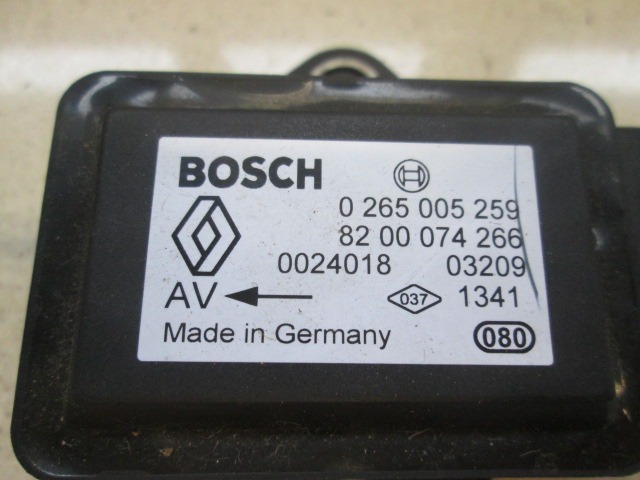 BOSCH
0 265 005 259
82 00 074 266
0024018 03209
AV 037 1341
Made in Germany 080